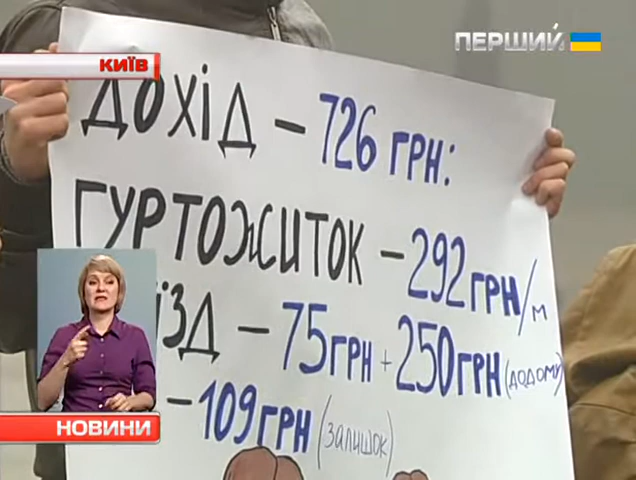 ПЕРШИЙ
КИЇВ
ДОХІД – 726 ГРН:
ГУРТОЖИТОК – 292 ГРН/м
ЇЗД – 75 ГРН + 250 ГРН (додому)
– 109 ГРН (залишок)
НОВИНИ